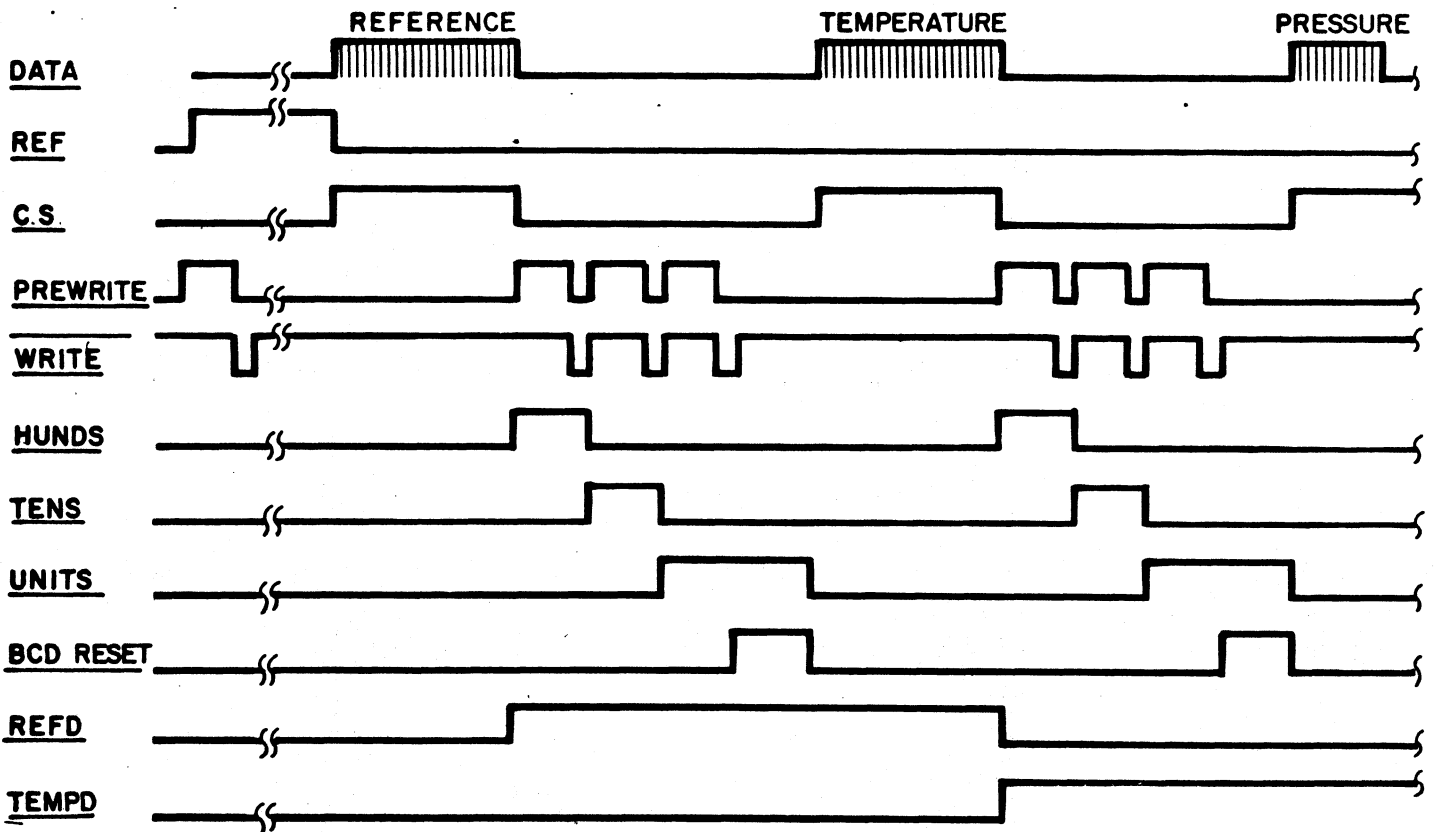 REFERENCE TEMPERATURE PRESSURE
DATA
REF
C.S.
PREWRITE
WRITE
HUNDS
TENS
UNITS
BCD RESET
REFD
TEMPD